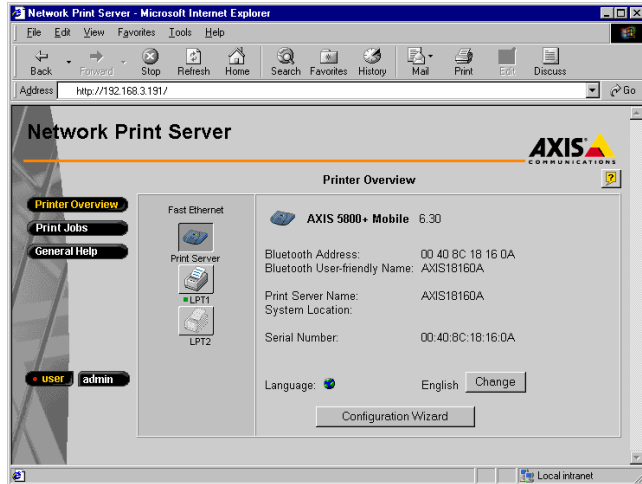 Network Print Server - Microsoft Internet Explorer
File Edit View Favorites Tools Help
Back Forward Stop Refresh Home Search Favorites History Mail Print Edit Discuss
Address http://192.168.3.191/ Go
Network Print Server
AXIS
COMMUNICATIONS
Printer Overview ?
Printer Overview
Print Jobs
General Help
user admin
Fast Ethernet
Print Server
LPT1
LPT2
AXIS 5800+ Mobile 6.30
Bluetooth Address: 00 40 8C 18 16 0A
Bluetooth User-friendly Name: AXIS18160A
Print Server Name: AXIS18160A
System Location:
Serial Number: 00:40:8C:18:16:0A
Language: English Change
Configuration Wizard
Local intranet